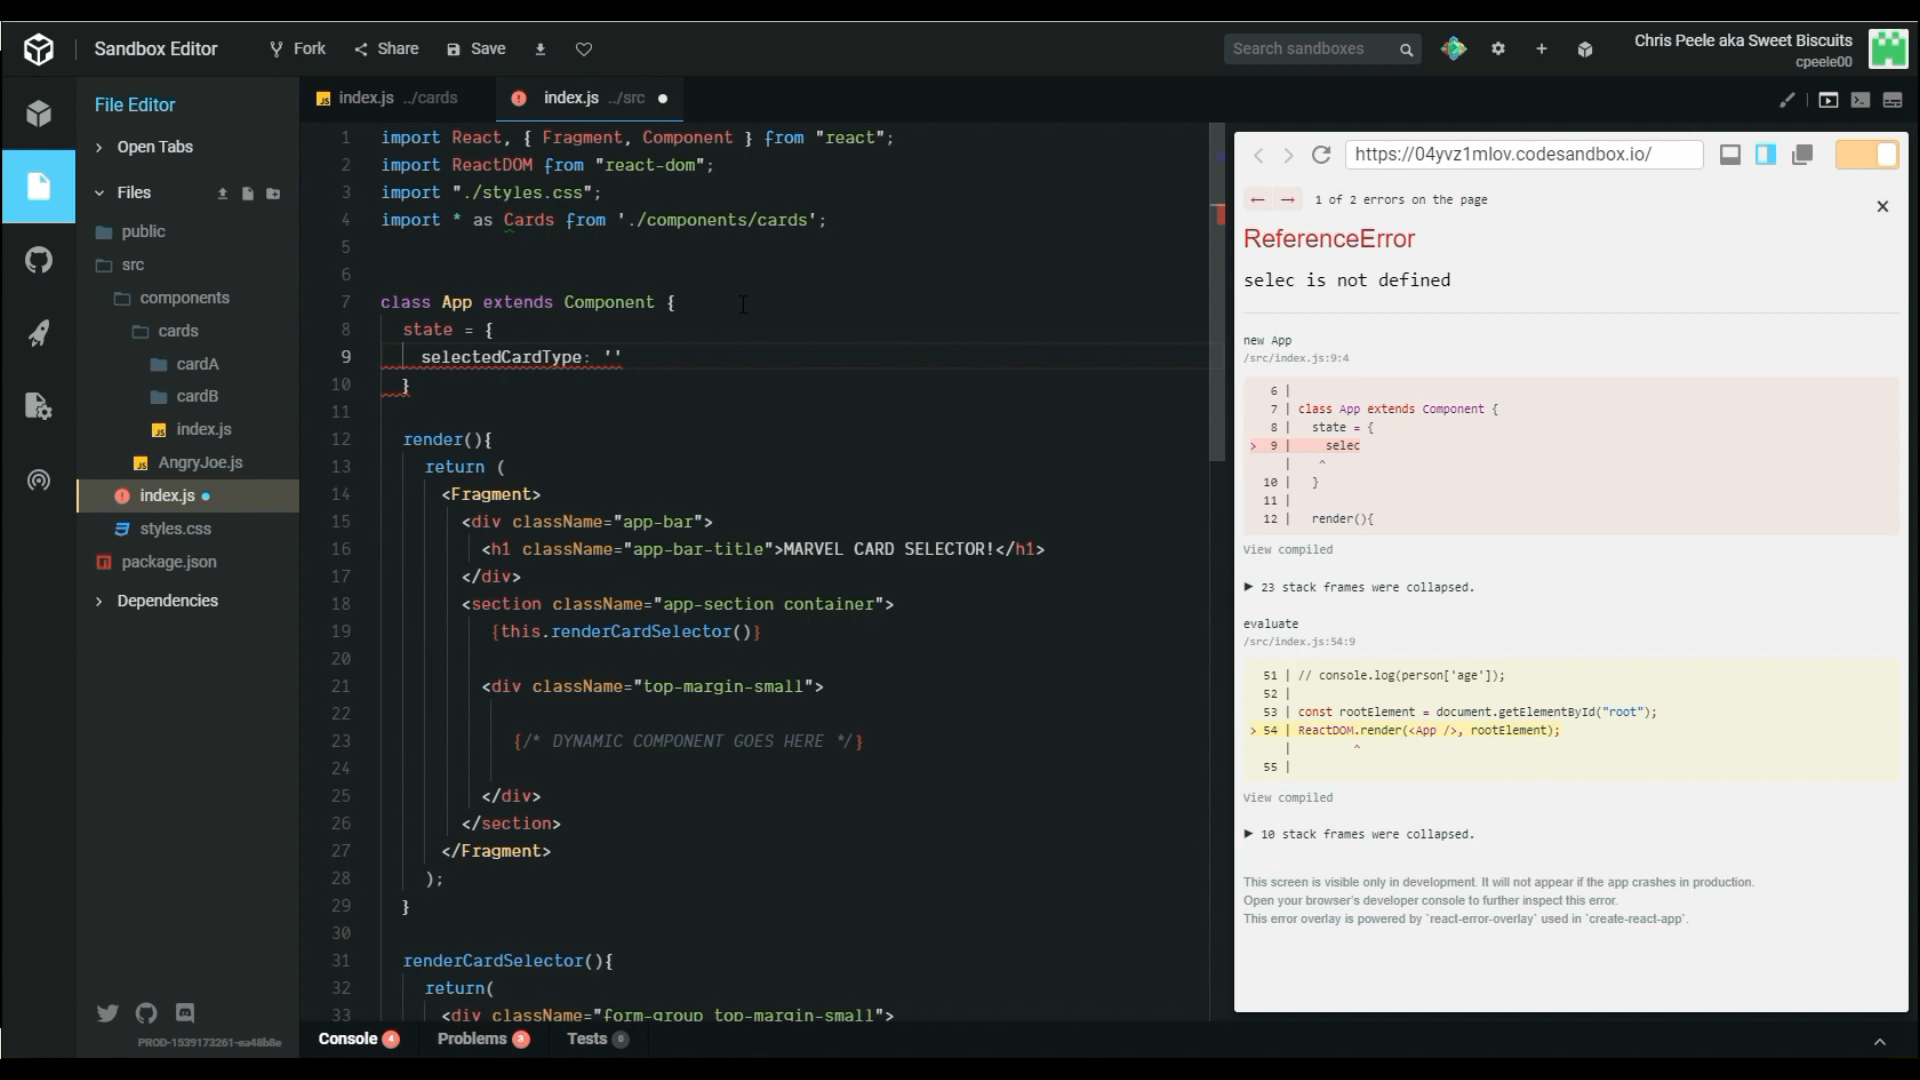 Sandbox Editor
Fork
Share
Save
Search sandboxes
Chris Peele aka Sweet Biscuits
cpeele00
File Editor
Open Tabs
Files
public
src
components
cards
cardA
cardB
index.js
AngryJoe.js
index.js
styles.css
package.json
Dependencies
PROD-1539173261-ea48b8e
index.js ../cards
index.js ../src
1 import React, { Fragment, Component } from "react";
2 import ReactDOM from "react-dom";
3 import "./styles.css";
4 import * as Cards from './components/cards';
5
6
7 class App extends Component {
8 state = {
9 selectedCardType: ''
10 }
11
12 render(){
13 return (
14 <Fragment>
15 <div className="app-bar">
16 <h1 className="app-bar-title">MARVEL CARD SELECTOR!</h1>
17 </div>
18 <section className="app-section container">
19 {this.renderCardSelector()}
20
21 <div className="top-margin-small">
22
23 {/* DYNAMIC COMPONENT GOES HERE */}
24
25 </div>
26 </section>
27 </Fragment>
28 );
29 }
30
31 renderCardSelector(){
32 return(
33 <div className="form-group top-margin-small">
Console 4
Problems 3
Tests 0
https://04yvz1mlov.codesandbox.io/
← → 1 of 2 errors on the page
ReferenceError
selec is not defined
new App
/src/index.js:9:4
6 |
7 | class App extends Component {
8 | state = {
> 9 | selec
| ^
10 | }
11 |
12 | render(){
View compiled
▶ 23 stack frames were collapsed.
evaluate
/src/index.js:54:9
51 | // console.log(person['age']);
52 |
53 | const rootElement = document.getElementById("root");
> 54 | ReactDOM.render(<App />, rootElement);
| ^
55 |
View compiled
▶ 10 stack frames were collapsed.
This screen is visible only in development. It will not appear if the app crashes in production.
Open your browser's developer console to further inspect this error.
This error overlay is powered by `react-error-overlay` used in `create-react-app`.